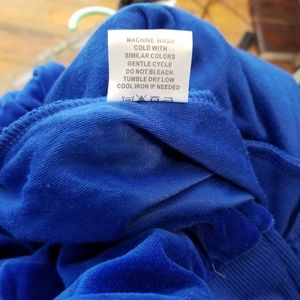 MACHINE WASH
COLD WITH
SIMILAR COLORS
GENTLE CYCLE
DO NOT BLEACH
TUMBLE DRY LOW
COOL IRON IF NEEDED